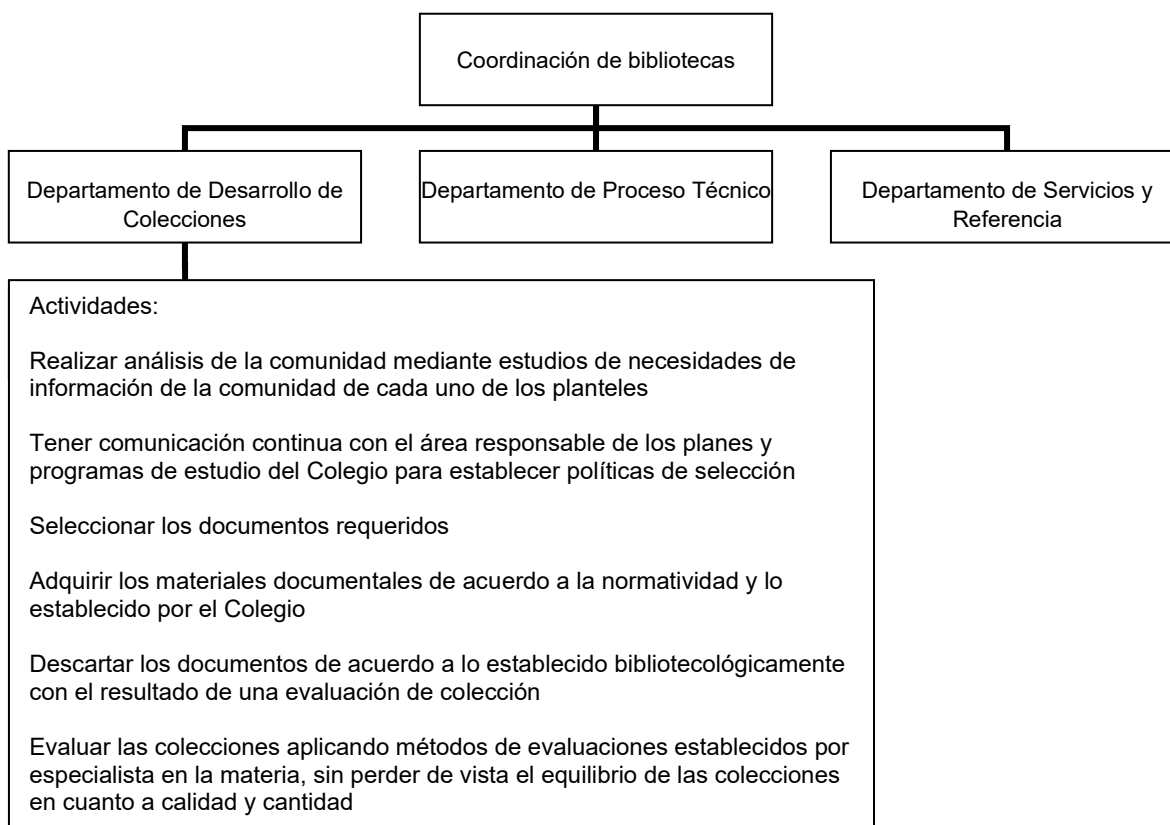 Coordinación de bibliotecas
Departamento de Desarrollo de
Colecciones
Departamento de Proceso Técnico
Departamento de Servicios y
Referencia
Actividades:
Realizar análisis de la comunidad mediante estudios de necesidades de
información de la comunidad de cada uno de los planteles
Tener comunicación continua con el área responsable de los planes y
programas de estudio del Colegio para establecer políticas de selección
Seleccionar los documentos requeridos
Adquirir los materiales documentales de acuerdo a la normatividad y lo
establecido por el Colegio
Descartar los documentos de acuerdo a lo establecido bibliotecológicamente
con el resultado de una evaluación de colección
Evaluar las colecciones aplicando métodos de evaluaciones establecidos por
especialista en la materia, sin perder de vista el equilibrio de las colecciones
en cuanto a calidad y cantidad